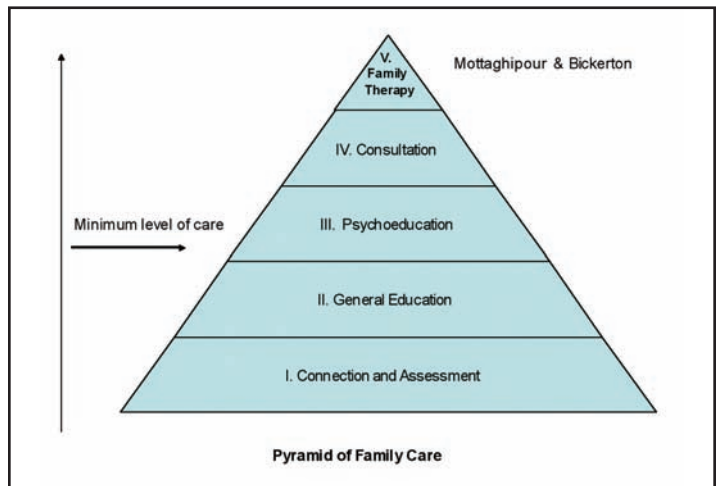 V.
Family
Therapy
Mottaghipour & Bickerton
IV. Consultation
Minimum level of care
III. Psychoeducation
II. General Education
I. Connection and Assessment
Pyramid of Family Care